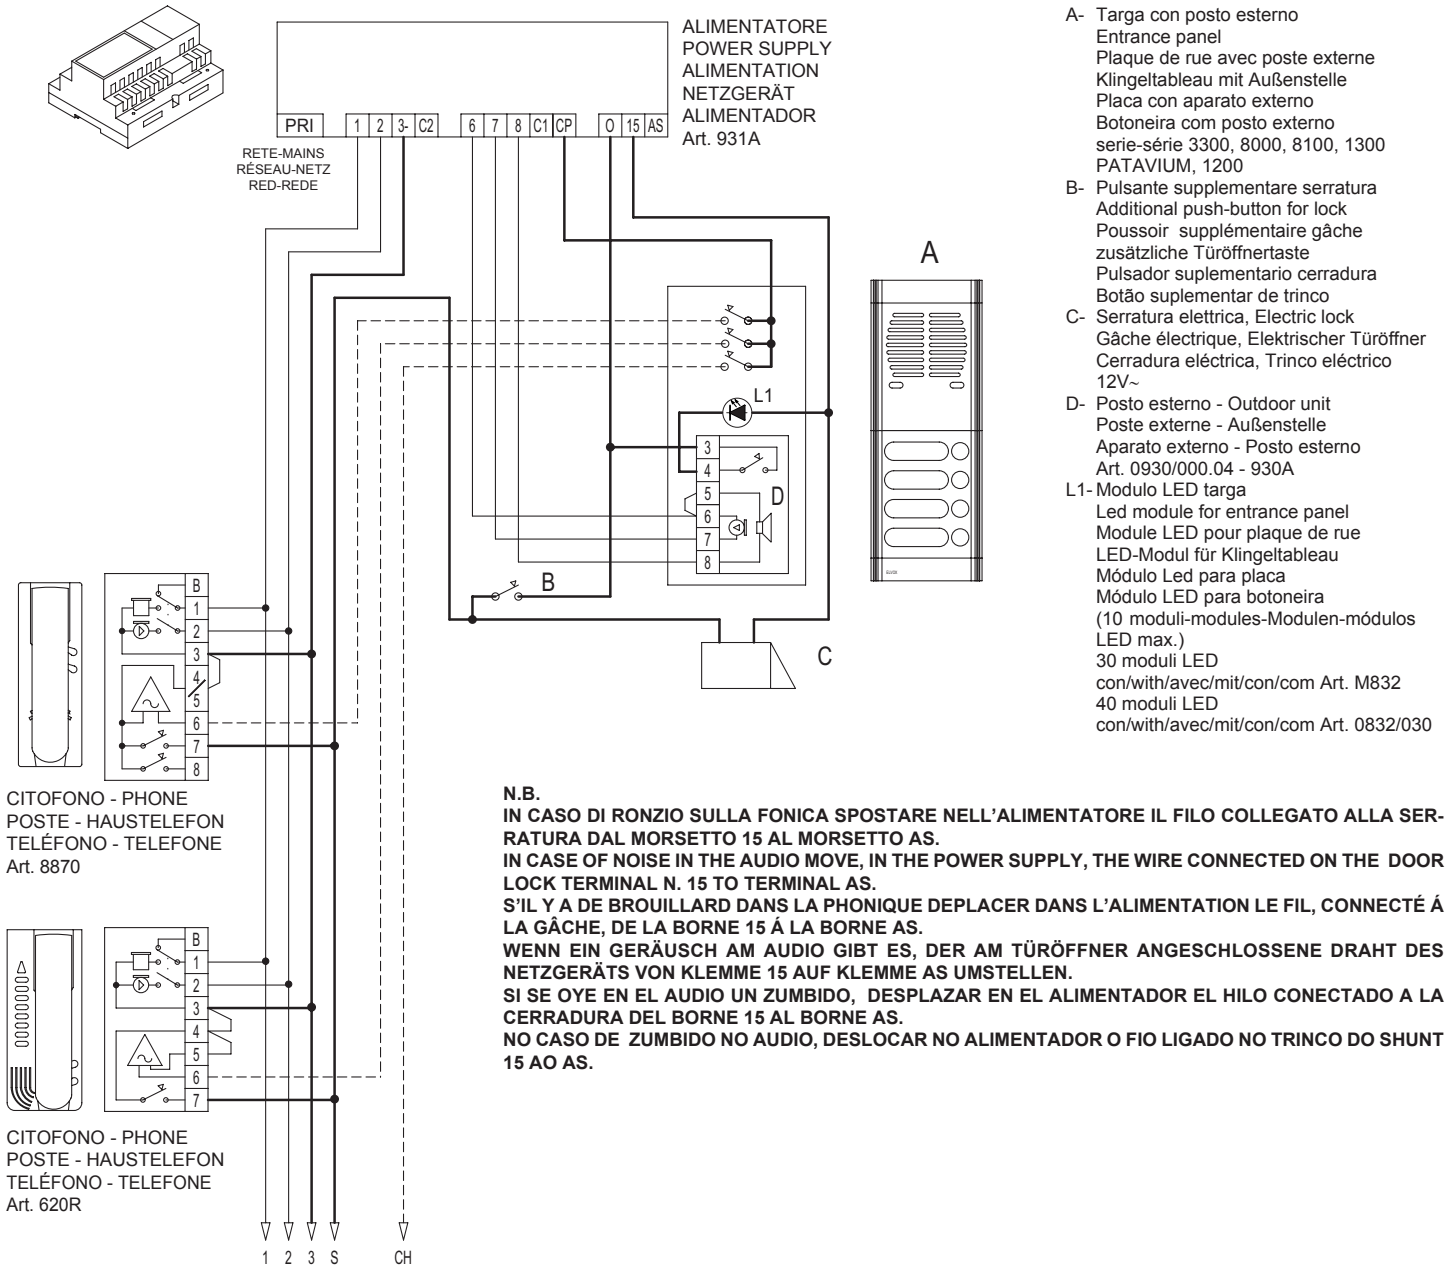 ALIMENTATORE
POWER SUPPLY
ALIMENTATION
NETZGERÄT
ALIMENTADOR
Art. 931A
PRI 1 2 3- C2 6 7 8 C1 CP O 15 AS
RETE-MAINS
RÉSEAU-NETZ
RED-REDE
A
L1
3
4
5
6
7
8
D
B
C
ELVOX
A- Targa con posto esterno
Entrance panel
Plaque de rue avec poste externe
Klingeltableau mit Außenstelle
Placa con aparato externo
Botoneira com posto externo
serie-série 3300, 8000, 8100, 1300
PATAVIUM, 1200
B- Pulsante supplementare serratura
Additional push-button for lock
Poussoir supplémentaire gâche
zusätzliche Türöffnertaste
Pulsador suplementario cerradura
Botão suplementar de trinco
C- Serratura elettrica, Electric lock
Gâche électrique, Elektrischer Türöffner
Cerradura eléctrica, Trinco eléctrico
12V~
D- Posto esterno - Outdoor unit
Poste externe - Außenstelle
Aparato externo - Posto esterno
Art. 0930/000.04 - 930A
L1- Modulo LED targa
Led module for entrance panel
Module LED pour plaque de rue
LED-Modul für Klingeltableau
Módulo Led para placa
Módulo LED para botoneira
(10 moduli-modules-Modulen-módulos
LED max.)
30 moduli LED
con/with/avec/mit/con/com Art. M832
40 moduli LED
con/with/avec/mit/con/com Art. 0832/030
B
1
2
3
4
5
6
7
8
CITOFONO - PHONE
POSTE - HAUSTELEFON
TELÉFONO - TELEFONE
Art. 8870
B
1
2
3
4
5
6
7
CITOFONO - PHONE
POSTE - HAUSTELEFON
TELÉFONO - TELEFONE
Art. 620R
1 2 3 S CH
N.B.
IN CASO DI RONZIO SULLA FONICA SPOSTARE NELL'ALIMENTATORE IL FILO COLLEGATO ALLA SER-
RATURA DAL MORSETTO 15 AL MORSETTO AS.
IN CASE OF NOISE IN THE AUDIO MOVE, IN THE POWER SUPPLY, THE WIRE CONNECTED ON THE DOOR
LOCK TERMINAL N. 15 TO TERMINAL AS.
S'IL Y A DE BROUILLARD DANS LA PHONIQUE DEPLACER DANS L'ALIMENTATION LE FIL, CONNECTÉ Á
LA GÂCHE, DE LA BORNE 15 Á LA BORNE AS.
WENN EIN GERÄUSCH AM AUDIO GIBT ES, DER AM TÜRÖFFNER ANGESCHLOSSENE DRAHT DES
NETZGERÄTS VON KLEMME 15 AUF KLEMME AS UMSTELLEN.
SI SE OYE EN EL AUDIO UN ZUMBIDO, DESPLAZAR EN EL ALIMENTADOR EL HILO CONECTADO A LA
CERRADURA DEL BORNE 15 AL BORNE AS.
NO CASO DE ZUMBIDO NO AUDIO, DESLOCAR NO ALIMENTADOR O FIO LIGADO NO TRINCO DO SHUNT
15 AO AS.